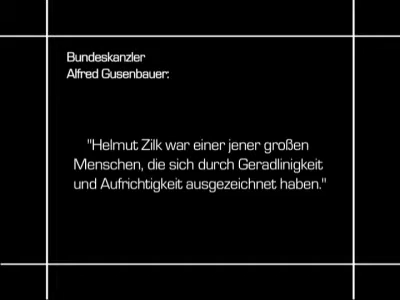 Bundeskanzler
Alfred Gusenbauer:
"Helmut Zilk war einer jener großen
Menschen, die sich durch Geradlinigkeit
und Aufrichtigkeit ausgezeichnet haben."